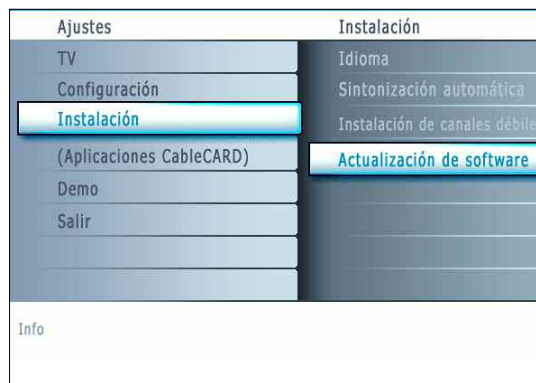 Ajustes
TV
Configuración
Instalación
(Aplicaciones CableCARD)
Demo
Salir
Instalación
Idioma
Sintonización automática
Instalación de canales débile
Actualización de software
Info